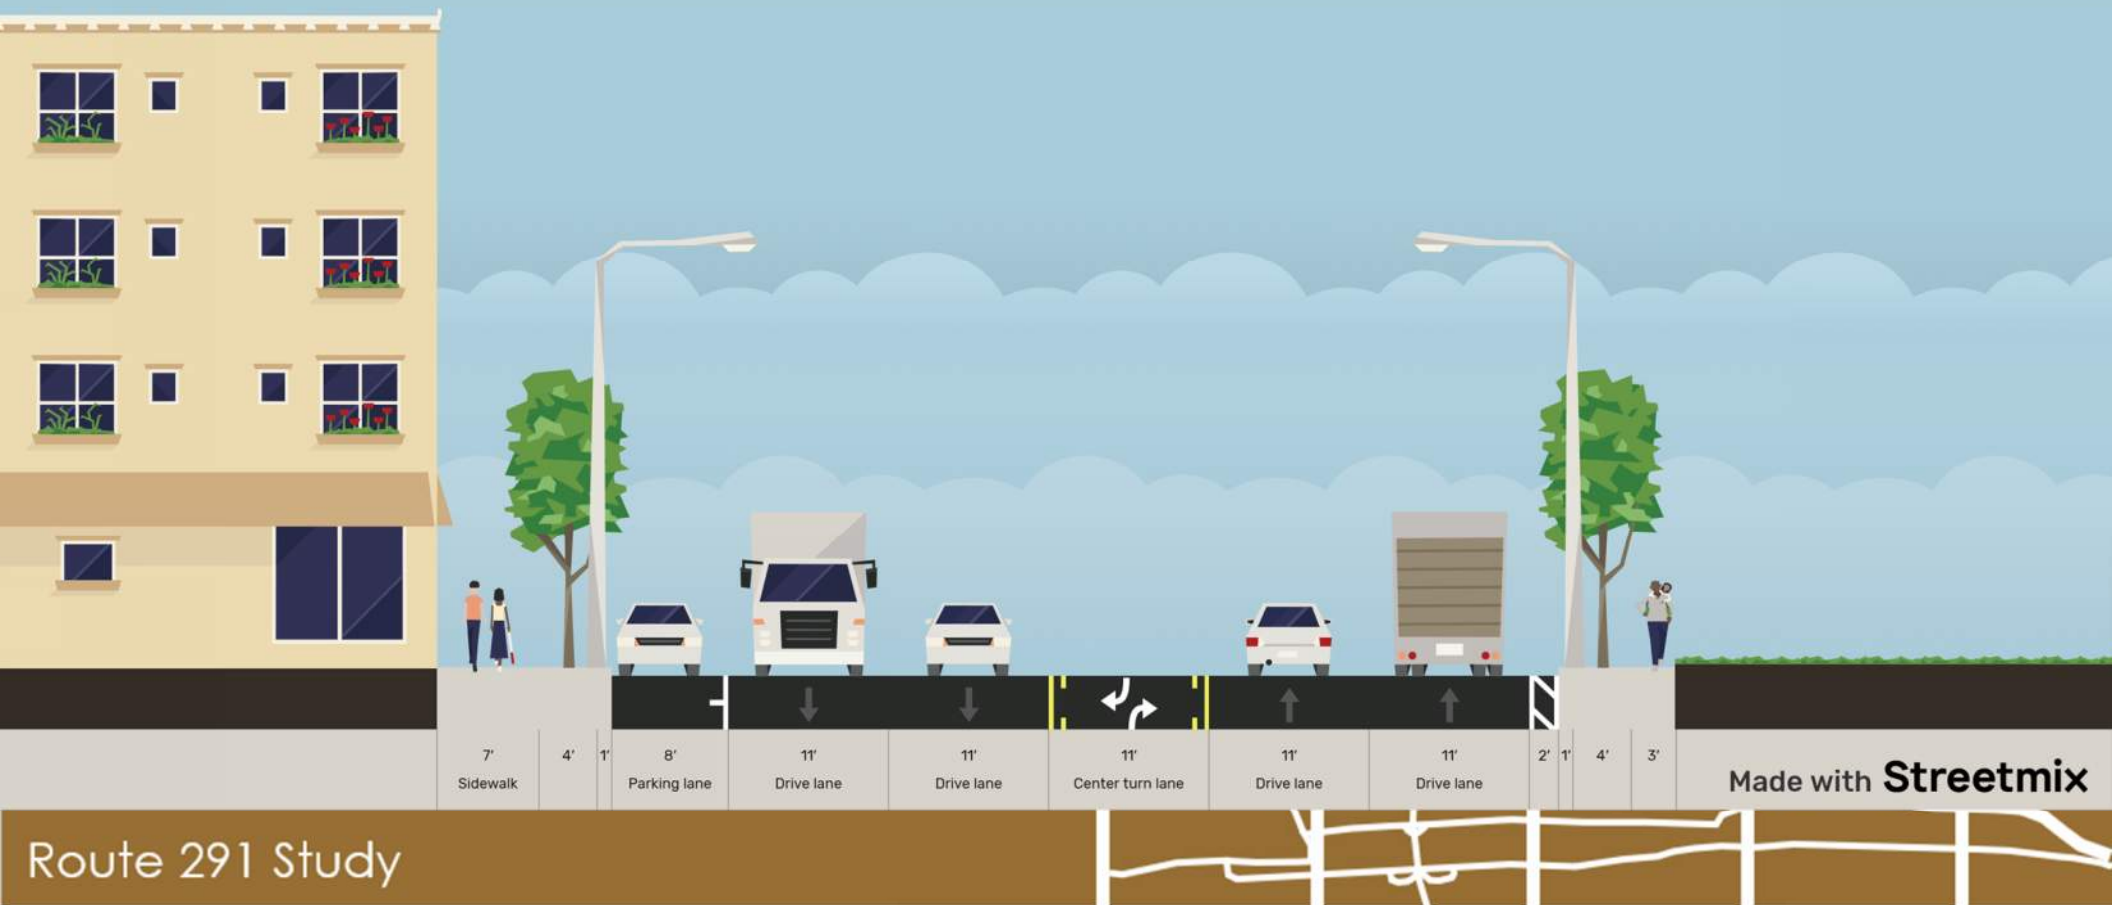 7' 4' 1' 8' 11' 11' 11' 11' 11' 2' 1' 4' 3'
Sidewalk Parking lane Drive lane Drive lane Center turn lane Drive lane Drive lane
Made with Streetmix
Route 291 Study